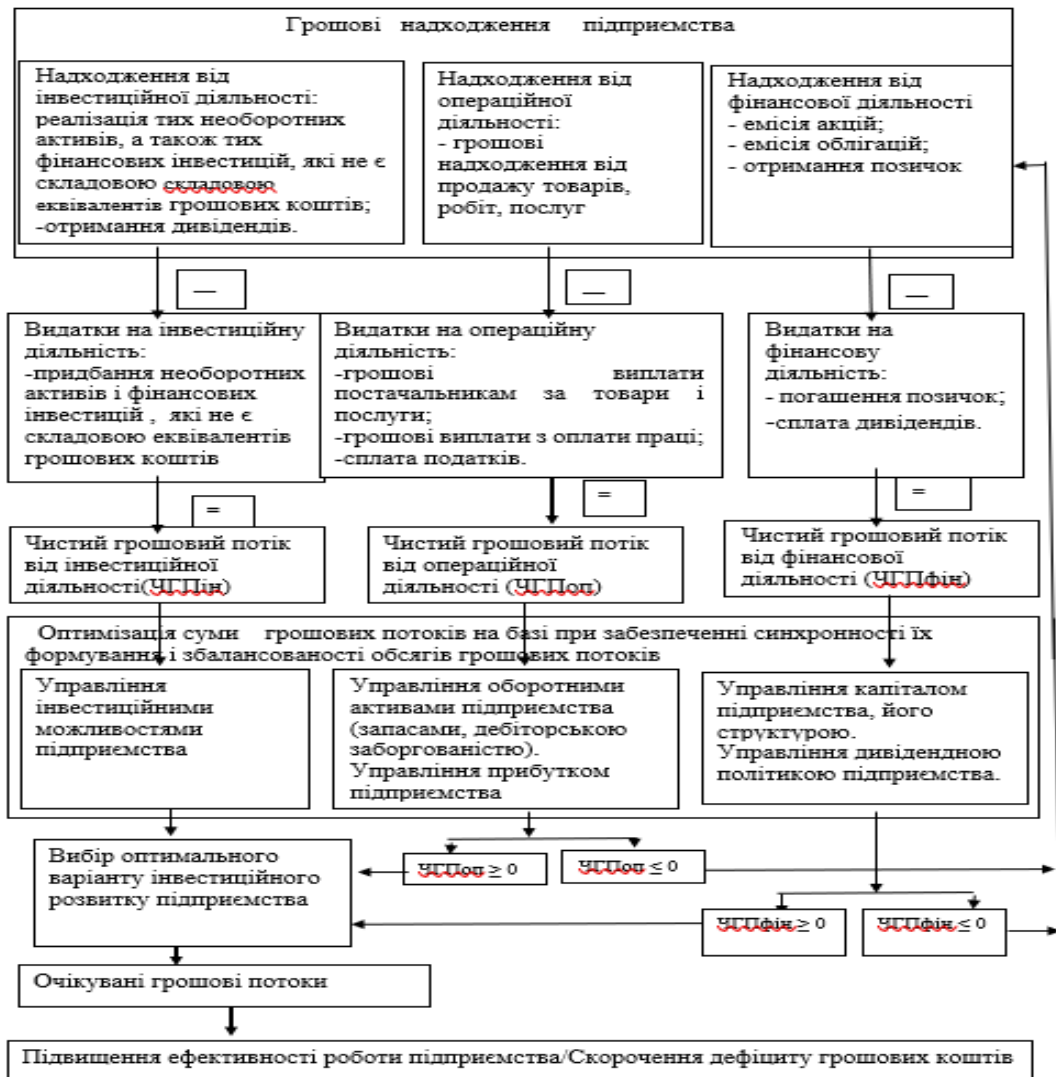 Грошові надходження підприємства
Надходження від
інвестиційної діяльності:
реалізація тих необоротних
активів, а також тих
фінансових інвестицій, які не є
складовою складовою
еквівалентів грошових коштів;
-отримання дивідендів.
Надходження від
операційної
діяльності:
- грошові
надходження від
продажу товарів,
робіт, послуг
Надходження від
фінансової діяльності
- емісія акцій;
- емісія облігацій;
- отримання позичок
—
—
—
Видатки на інвестиційну
діяльність:
-придбання необоротних
активів і фінансових
інвестицій , які не є
складовою еквівалентів
грошових коштів
Видатки на операційну
діяльність:
-грошові виплати
постачальникам за товари і
послуги;
-грошові виплати з оплати праці;
-сплата податків.
Видатки на
фінансову
діяльність:
- погашення позичок;
-сплата дивідендів.
=
=
=
Чистий грошовий потік
від інвестиційної
діяльності(ЧГПін)
Чистий грошовий потік
від операційної
діяльності (ЧГПоп)
Чистий грошовий потік
від фінансової
діяльності (ЧГПфін)
Оптимізація суми грошових потоків на базі при забезпеченні синхронності їх
формування і збалансованості обсягів грошових потоків
Управління
інвестиційними
можливостями
підприємства
Управління оборотними
активами підприємства
(запасами, дебіторською
заборгованістю).
Управління прибутком
підприємства
Управління капіталом
підприємства, його
структурою.
Управління дивідендною
політикою підприємства.
Вибір оптимального
варіанту інвестиційного
розвитку підприємства
ЧГПоп ≥ 0
ЧГПоп ≤ 0
ЧГПфін ≥ 0
ЧГПфін ≤ 0
Очікувані грошові потоки
Підвищення ефективності роботи підприємства/Скорочення дефіциту грошових коштів